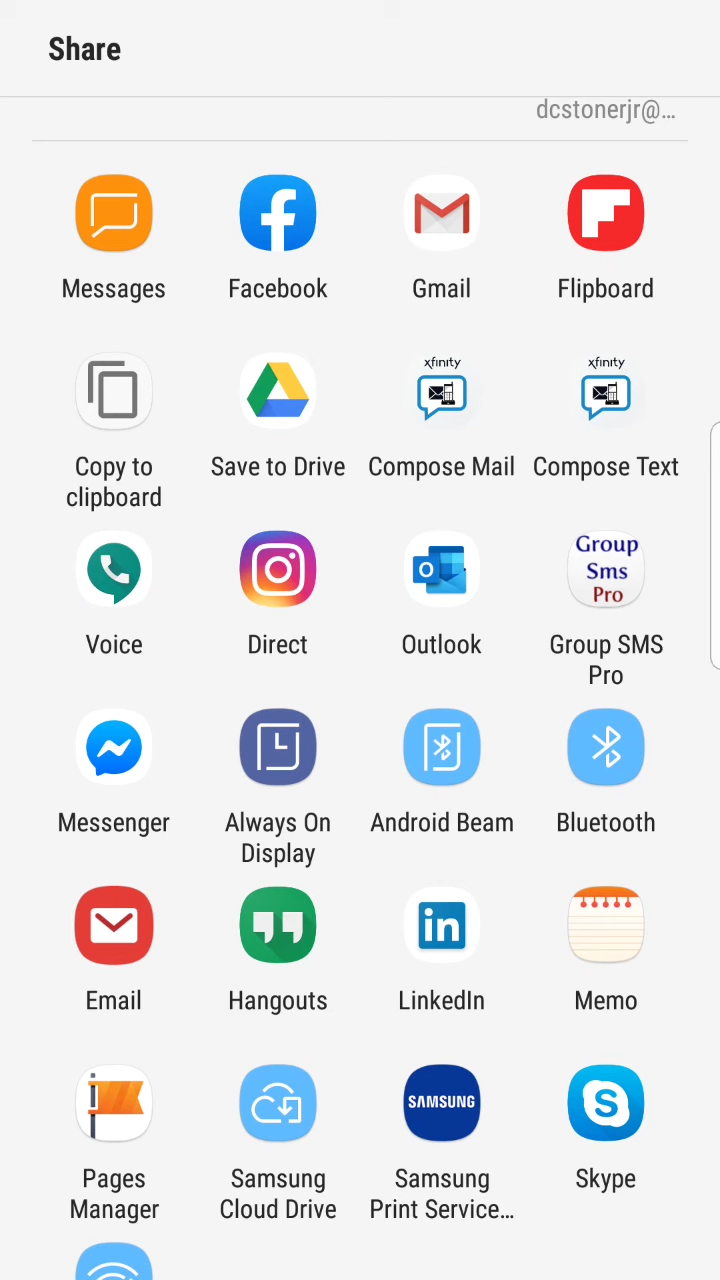 Share
dcstonerjr@...
Messages Facebook Gmail Flipboard
xfinity xfinity
Copy to Save to Drive Compose Mail Compose Text
clipboard
Group
Sms
Pro
Voice Direct Outlook Group SMS
Pro
Messenger Always On Android Beam Bluetooth
Display
Email Hangouts LinkedIn Memo
SAMSUNG
Pages Samsung Samsung Skype
Manager Cloud Drive Print Service...